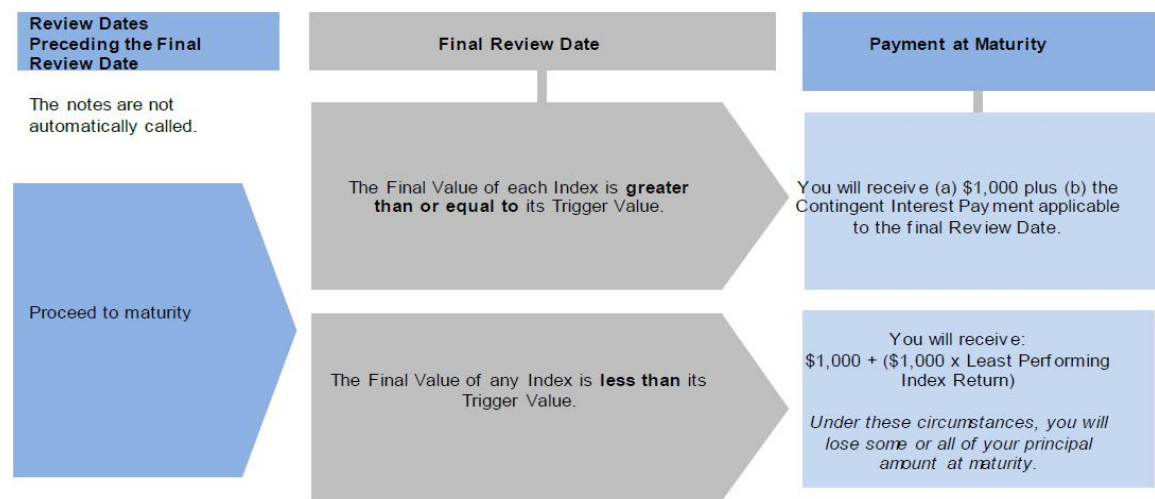 Review Dates
Preceding the Final
Review Date
Final Review Date
Payment at Maturity
The notes are not
automatically called.
Proceed to maturity
The Final Value of each Index is greater
than or equal to its Trigger Value.
You will receive (a) $1,000 plus (b) the
Contingent Interest Payment applicable
to the final Review Date.
The Final Value of any Index is less than its
Trigger Value.
You will receive:
$1,000 + ($1,000 x Least Performing
Index Return)
Under these circumstances, you will
lose some or all of your principal
amount at maturity.